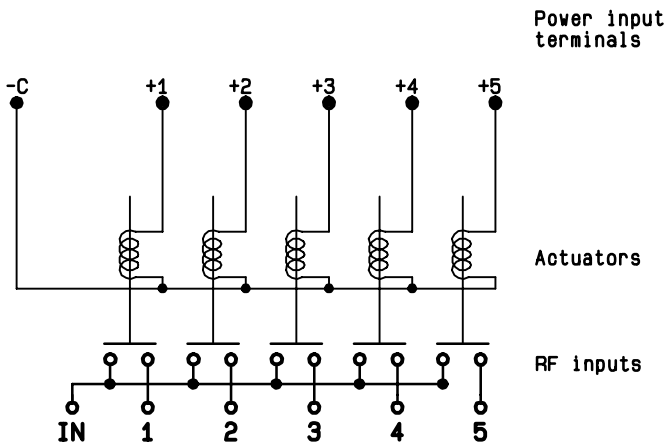 Power input
terminals
-C +1 +2 +3 +4 +5
Actuators
RF inputs
IN 1 2 3 4 5